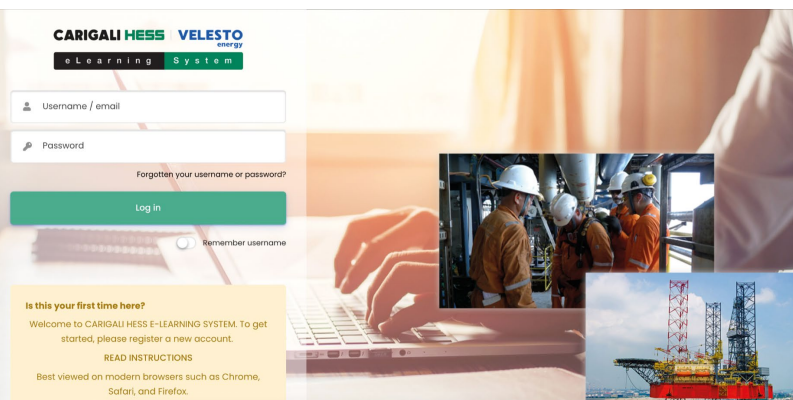 CARIGALI HESS VELESTO
energy
eLearning System
Username / email
Password
Forgotten your username or password?
Log in
Remember username
Is this your first time here?
Welcome to CARIGALI HESS E-LEARNING SYSTEM. To get
started, please register a new account.
READ INSTRUCTIONS
Best viewed on modern browsers such as Chrome,
Safari, and Firefox.